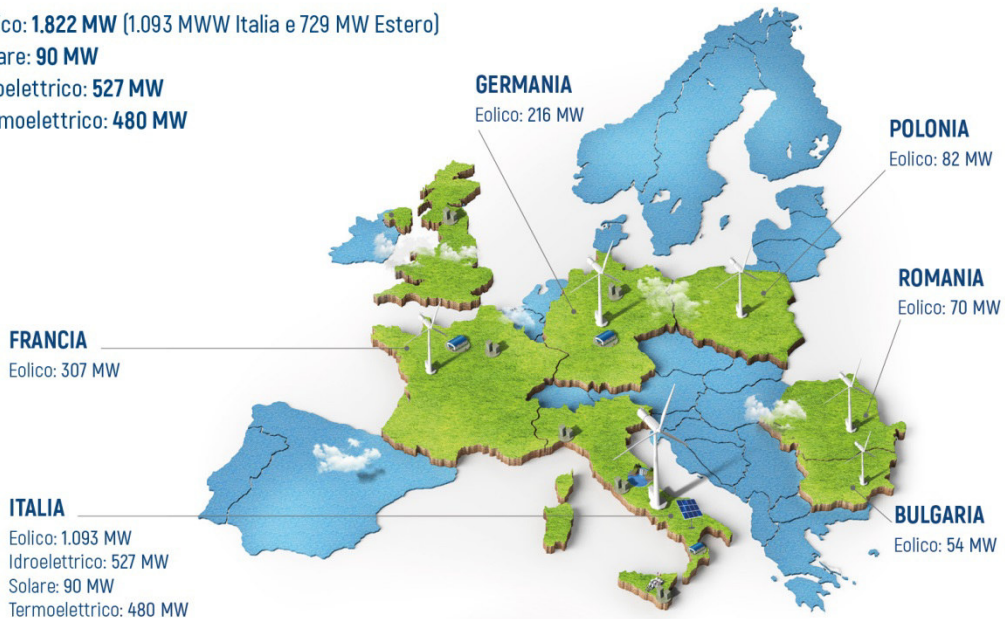 ico: 1.822 MW (1.093 MWW Italia e 729 MW Estero)
are: 90 MW
oelettrico: 527 MW
moelettrico: 480 MW
GERMANIA
Eolico: 216 MW
POLONIA
Eolico: 82 MW
ROMANIA
Eolico: 70 MW
FRANCIA
Eolico: 307 MW
ITALIA
Eolico: 1.093 MW
Idroelettrico: 527 MW
Solare: 90 MW
Termoelettrico: 480 MW
BULGARIA
Eolico: 54 MW